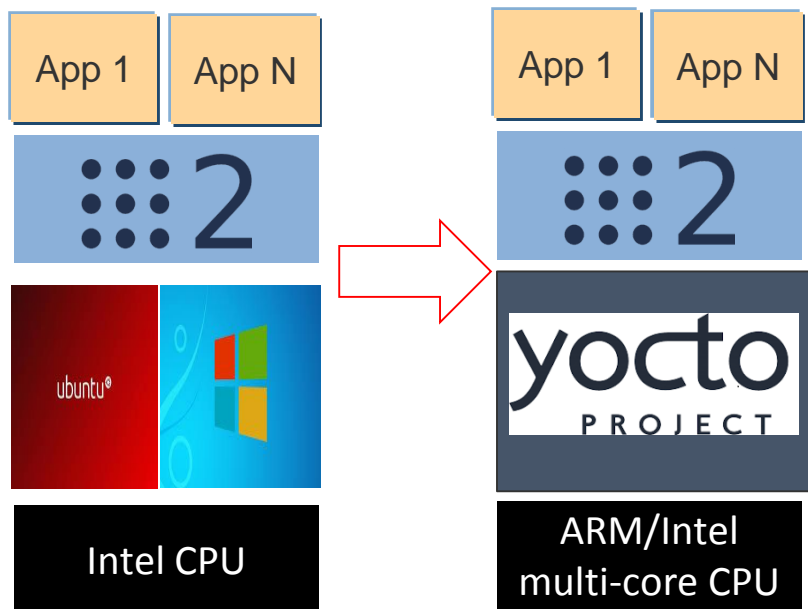 App 1
App N
2
ubuntu®
Intel CPU
App 1
App N
2
yocto
PROJECT
ARM/Intel
multi-core CPU